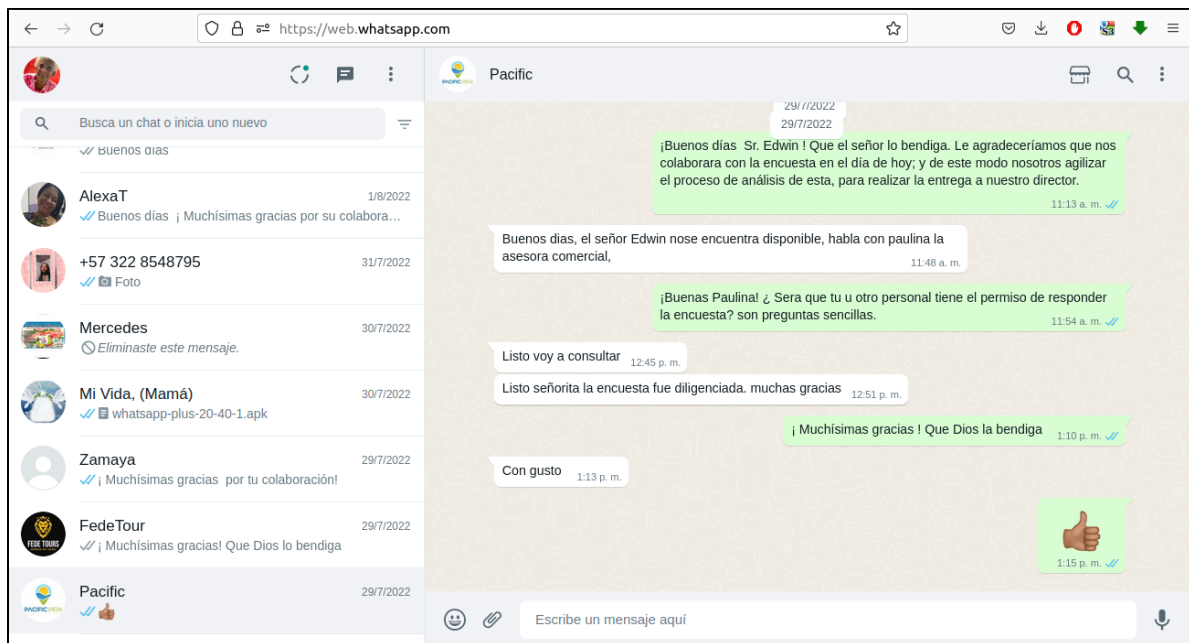 https://web.whatsapp.com
Pacific
Busca un chat o inicia uno nuevo
Buenos días
AlexaT
1/8/2022
Buenos días ¡ Muchísimas gracias por su colabora…
+57 322 8548795
31/7/2022
Foto
Mercedes
30/7/2022
Eliminaste este mensaje.
Mi Vida, (Mamá)
30/7/2022
whatsapp-plus-20-40-1.apk
Zamaya
29/7/2022
¡ Muchísimas gracias por tu colaboración!
FEDE TOURS
FedeTour
29/7/2022
¡ Muchísimas gracias! Que Dios lo bendiga
PACIFIC VIEW
Pacific
29/7/2022
PACIFIC VIEW
29/7/2022
29/7/2022
¡Buenos días Sr. Edwin ! Que el señor lo bendiga. Le agradeceríamos que nos
colaborara con la encuesta en el día de hoy; y de este modo nosotros agilizar
el proceso de análisis de esta, para realizar la entrega a nuestro director.
11:13 a. m.
Buenos dias, el señor Edwin nose encuentra disponible, habla con paulina la
asesora comercial,
11:48 a. m.
¡Buenas Paulina! ¿ Sera que tu u otro personal tiene el permiso de responder
la encuesta? son preguntas sencillas.
11:54 a. m.
Listo voy a consultar
12:45 p. m.
Listo señorita la encuesta fue diligenciada. muchas gracias
12:51 p. m.
¡ Muchísimas gracias ! Que Dios la bendiga
1:10 p. m.
Con gusto
1:13 p. m.
1:15 p. m.
Escribe un mensaje aquí